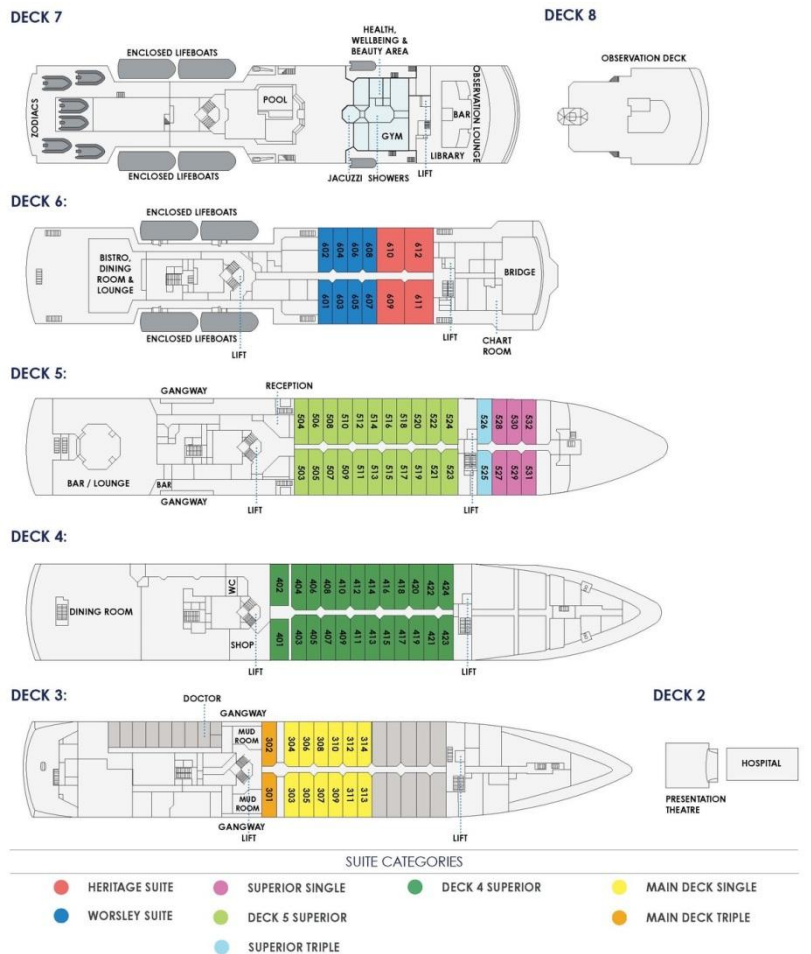 DECK 7
DECK 8
HEALTH,
WELLBEING &
BEAUTY AREA
ENCLOSED LIFEBOATS
OBSERVATION DECK
ZODIACS
POOL
GYM
BAR
OBSERVATION LOUNGE
LIBRARY
ENCLOSED LIFEBOATS
JACUZZI SHOWERS
LIFT
DECK 6:
ENCLOSED LIFEBOATS
BISTRO,
DINING
ROOM &
LOUNGE
602 604 606 608 610 612
601 603 605 607 609 611
BRIDGE
ENCLOSED LIFEBOATS
LIFT
LIFT
CHART
ROOM
DECK 5:
GANGWAY
RECEPTION
504 506 508 510 512 514 516 518 520 522 524 526 528 530 532
503 505 507 509 511 513 515 517 519 521 523 525 527 529 531
BAR / LOUNGE
BAR
GANGWAY
LIFT
LIFT
DECK 4:
WC
DINING ROOM
402 404 406 408 410 412 414 416 418 420 422 424
401 403 405 407 409 411 413 415 417 419 421 423
SHOP
LIFT
LIFT
DECK 3:
DECK 2
DOCTOR
GANGWAY
MUD
ROOM
302 304 306 308 310 312 314
301 303 305 307 309 311 313
MUD
ROOM
GANGWAY
LIFT
LIFT
HOSPITAL
PRESENTATION
THEATRE
SUITE CATEGORIES
HERITAGE SUITE
SUPERIOR SINGLE
DECK 4 SUPERIOR
MAIN DECK SINGLE
WORSLEY SUITE
DECK 5 SUPERIOR
MAIN DECK TRIPLE
SUPERIOR TRIPLE